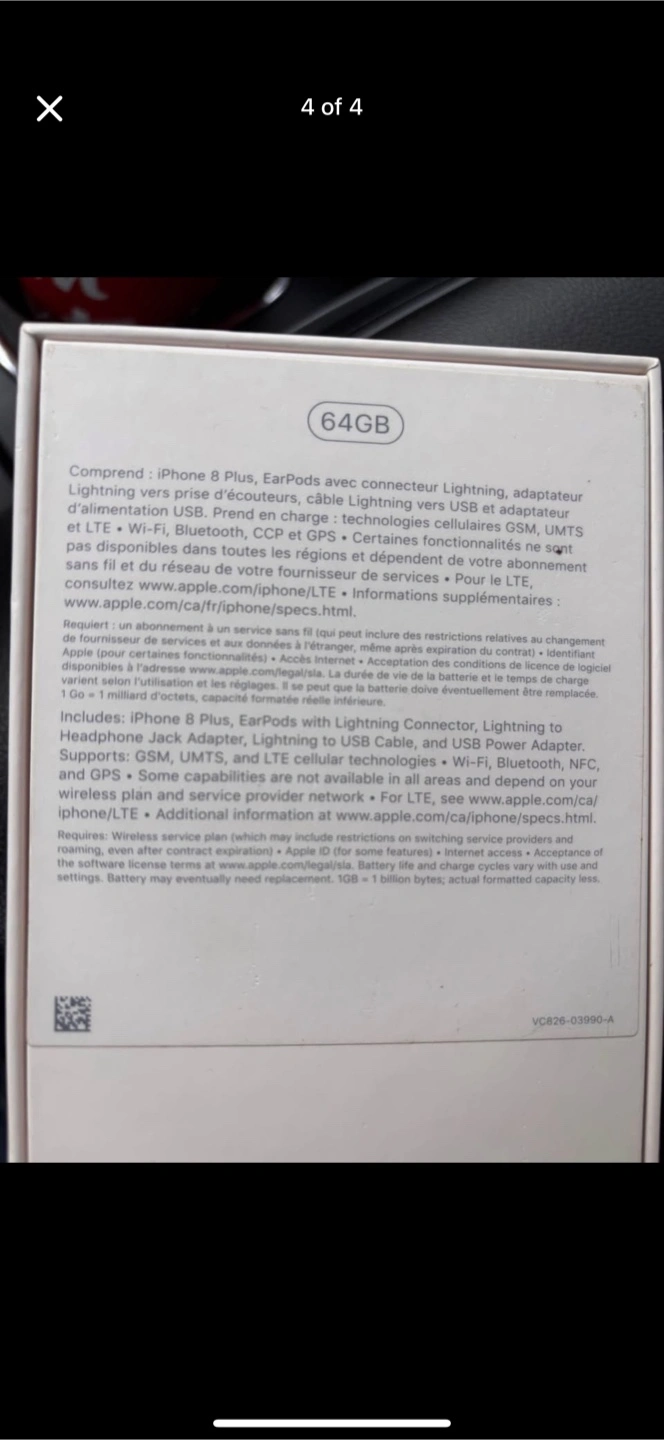 4 of 4
64GB
Comprend : iPhone 8 Plus, EarPods avec connecteur Lightning, adaptateur
Lightning vers prise d'écouteurs, câble Lightning vers USB et adaptateur
d'alimentation USB. Prend en charge : technologies cellulaires GSM, UMTS
et LTE • Wi-Fi, Bluetooth, CCP et GPS • Certaines fonctionnalités ne sont
pas disponibles dans toutes les régions et dépendent de votre abonnement
sans fil et du réseau de votre fournisseur de services • Pour le LTE,
consultez www.apple.com/iphone/LTE • Informations supplémentaires :
www.apple.com/ca/fr/iphone/specs.html.
Requiert : un abonnement à un service sans fil (qui peut inclure des restrictions relatives au changement
de fournisseur de services et aux données à l'étranger, même après expiration du contrat) • Identifiant
Apple (pour certaines fonctionnalités) • Accès Internet • Acceptation des conditions de licence de logiciel
disponibles à l'adresse www.apple.com/legal/sla. La durée de vie de la batterie et le temps de charge
varient selon l'utilisation et les réglages. Il se peut que la batterie doive éventuellement être remplacée.
1 Go = 1 milliard d'octets, capacité formatée réelle inférieure.
Includes: iPhone 8 Plus, EarPods with Lightning Connector, Lightning to
Headphone Jack Adapter, Lightning to USB Cable, and USB Power Adapter.
Supports: GSM, UMTS, and LTE cellular technologies • Wi-Fi, Bluetooth, NFC,
and GPS • Some capabilities are not available in all areas and depend on your
wireless plan and service provider network • For LTE, see www.apple.com/ca/
iphone/LTE • Additional information at www.apple.com/ca/iphone/specs.html.
Requires: Wireless service plan (which may include restrictions on switching service providers and
roaming, even after contract expiration) • Apple ID (for some features) • Internet access • Acceptance of
the software license terms at www.apple.com/legal/sla. Battery life and charge cycles vary with use and
settings. Battery may eventually need replacement. 1GB = 1 billion bytes; actual formatted capacity less.
VC826-03990-A